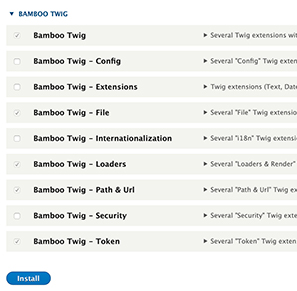 BAMBOO TWIG
Bamboo Twig
Several Twig extensions wit
Bamboo Twig - Config
Several "Config" Twig exten
Bamboo Twig - Extensions
Twig extensions (Text, Date
Bamboo Twig - File
Several "File" Twig extensio
Bamboo Twig - Internationalization
Several "i18n" Twig extensi
Bamboo Twig - Loaders
Several "Loaders & Render"
Bamboo Twig - Path & Url
Several "Path & Url" Twig ex
Bamboo Twig - Security
Several "Security" Twig exte
Bamboo Twig - Token
Several "Token" Twig exten
Install